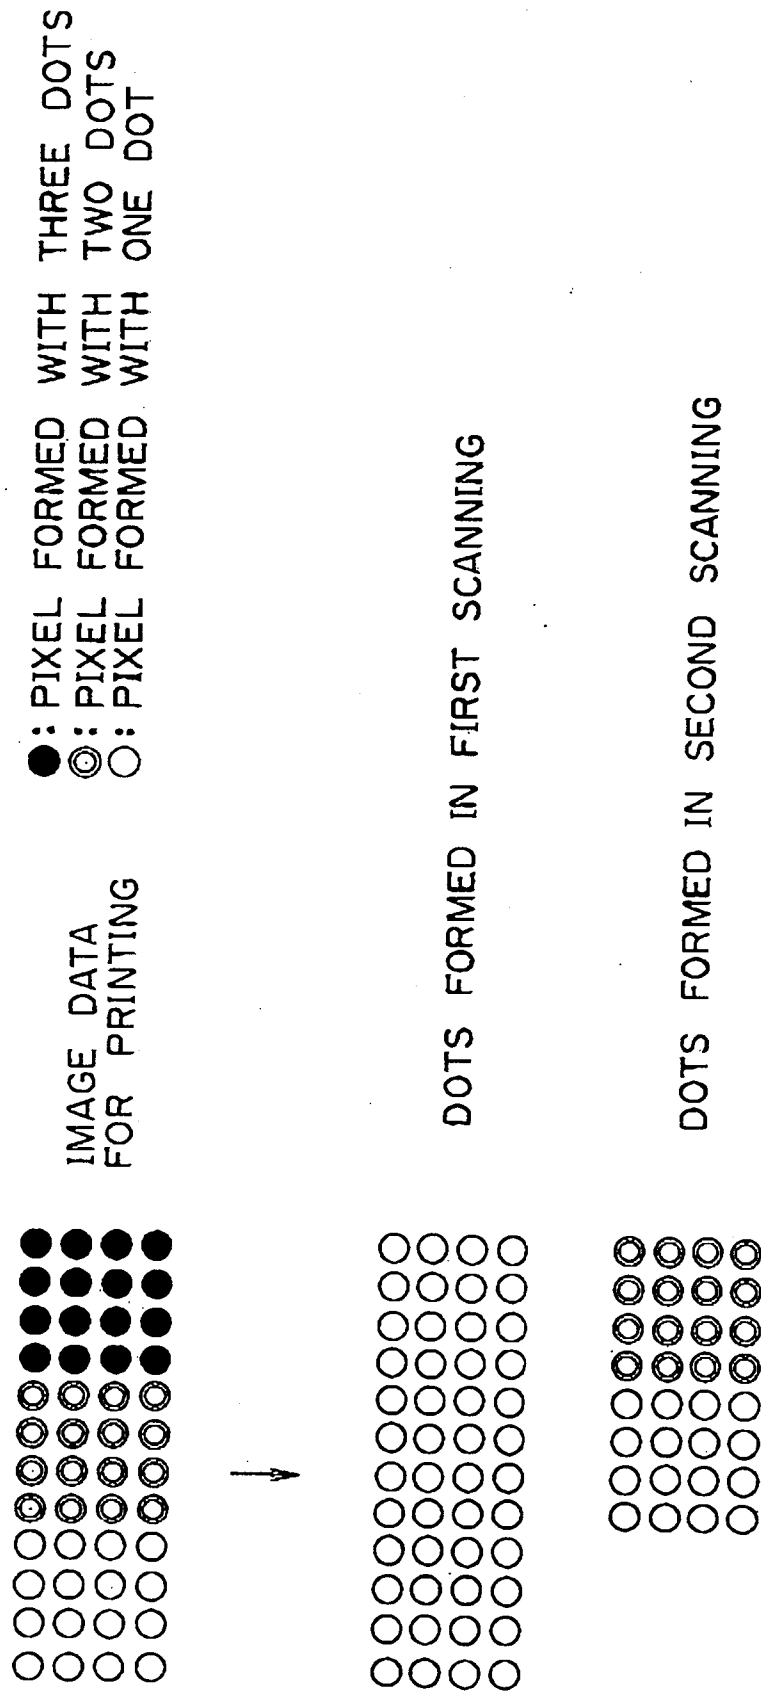 ●: PIXEL FORMED WITH THREE DOTS
◎: PIXEL FORMED WITH TWO DOTS
○: PIXEL FORMED WITH ONE DOT
IMAGE DATA
FOR PRINTING
DOTS FORMED IN FIRST SCANNING
DOTS FORMED IN SECOND SCANNING